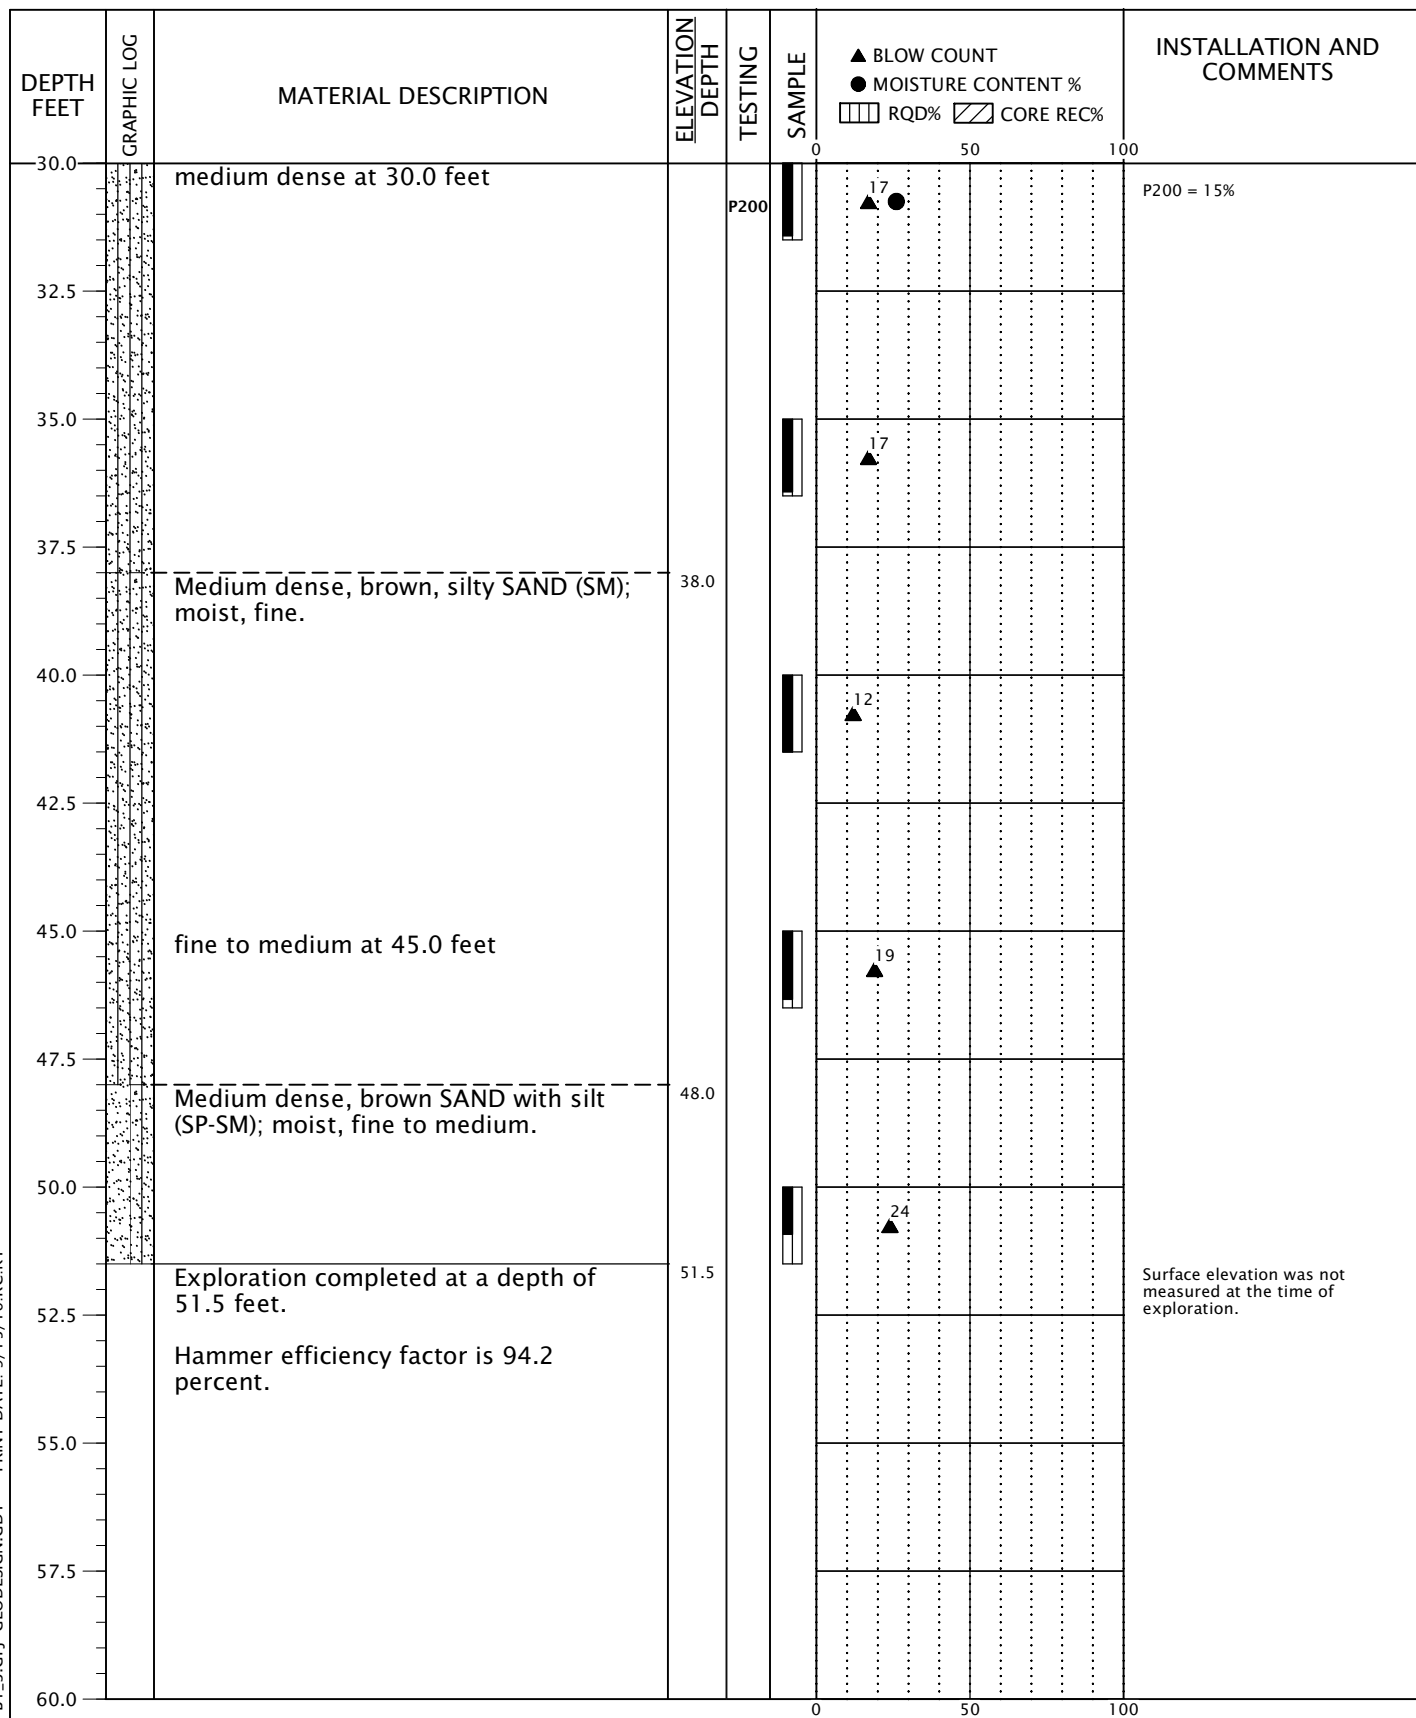 DEPTH
FEET
GRAPHIC LOG
MATERIAL DESCRIPTION
ELEVATION
DEPTH
TESTING
SAMPLE
▲ BLOW COUNT
● MOISTURE CONTENT %
RQD% CORE REC%
INSTALLATION AND
COMMENTS
0 50 100
30.0
medium dense at 30.0 feet
P200
17
P200 = 15%
32.5
35.0
17
37.5
Medium dense, brown, silty SAND (SM);
moist, fine.
38.0
40.0
12
42.5
45.0
fine to medium at 45.0 feet
19
47.5
Medium dense, brown SAND with silt
(SP-SM); moist, fine to medium.
48.0
50.0
24
Exploration completed at a depth of
51.5 feet.
51.5
Surface elevation was not
measured at the time of
exploration.
52.5
Hammer efficiency factor is 94.2
percent.
55.0
57.5
60.0
0 50 100